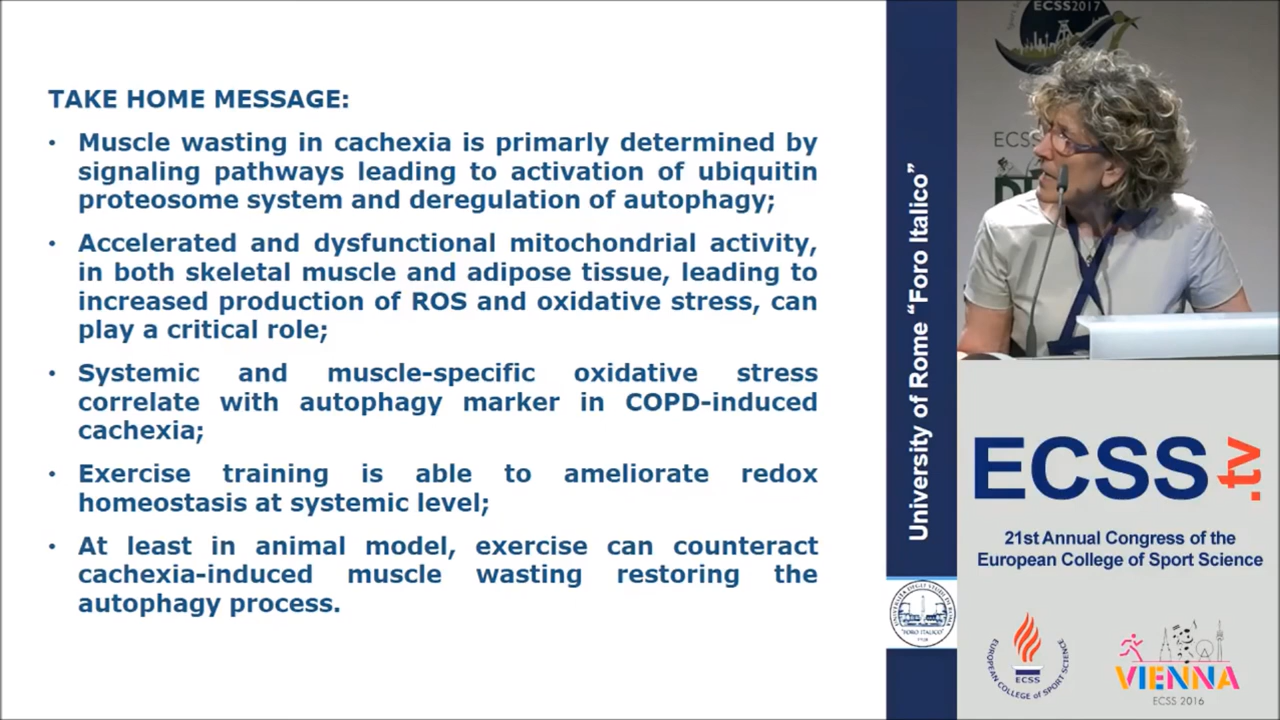 TAKE HOME MESSAGE:
• Muscle wasting in cachexia is primarily determined by
signaling pathways leading to activation of ubiquitin
proteosome system and deregulation of autophagy;
• Accelerated and dysfunctional mitochondrial activity,
in both skeletal muscle and adipose tissue, leading to
increased production of ROS and oxidative stress, can
play a critical role;
• Systemic and muscle-specific oxidative stress
correlate with autophagy marker in COPD-induced
cachexia;
• Exercise training is able to ameliorate redox
homeostasis at systemic level;
• At least in animal model, exercise can counteract
cachexia-induced muscle wasting restoring the
autophagy process.
University of Rome “Foro Italico”
"FORO ITALICO"
ECSS2017
ECSS
ECSS.tv
21st Annual Congress of the
European College of Sport Science
EUROPEAN COLLEGE OF SPORT SCIENCE
ECSS
VIENNA
ECSS 2016